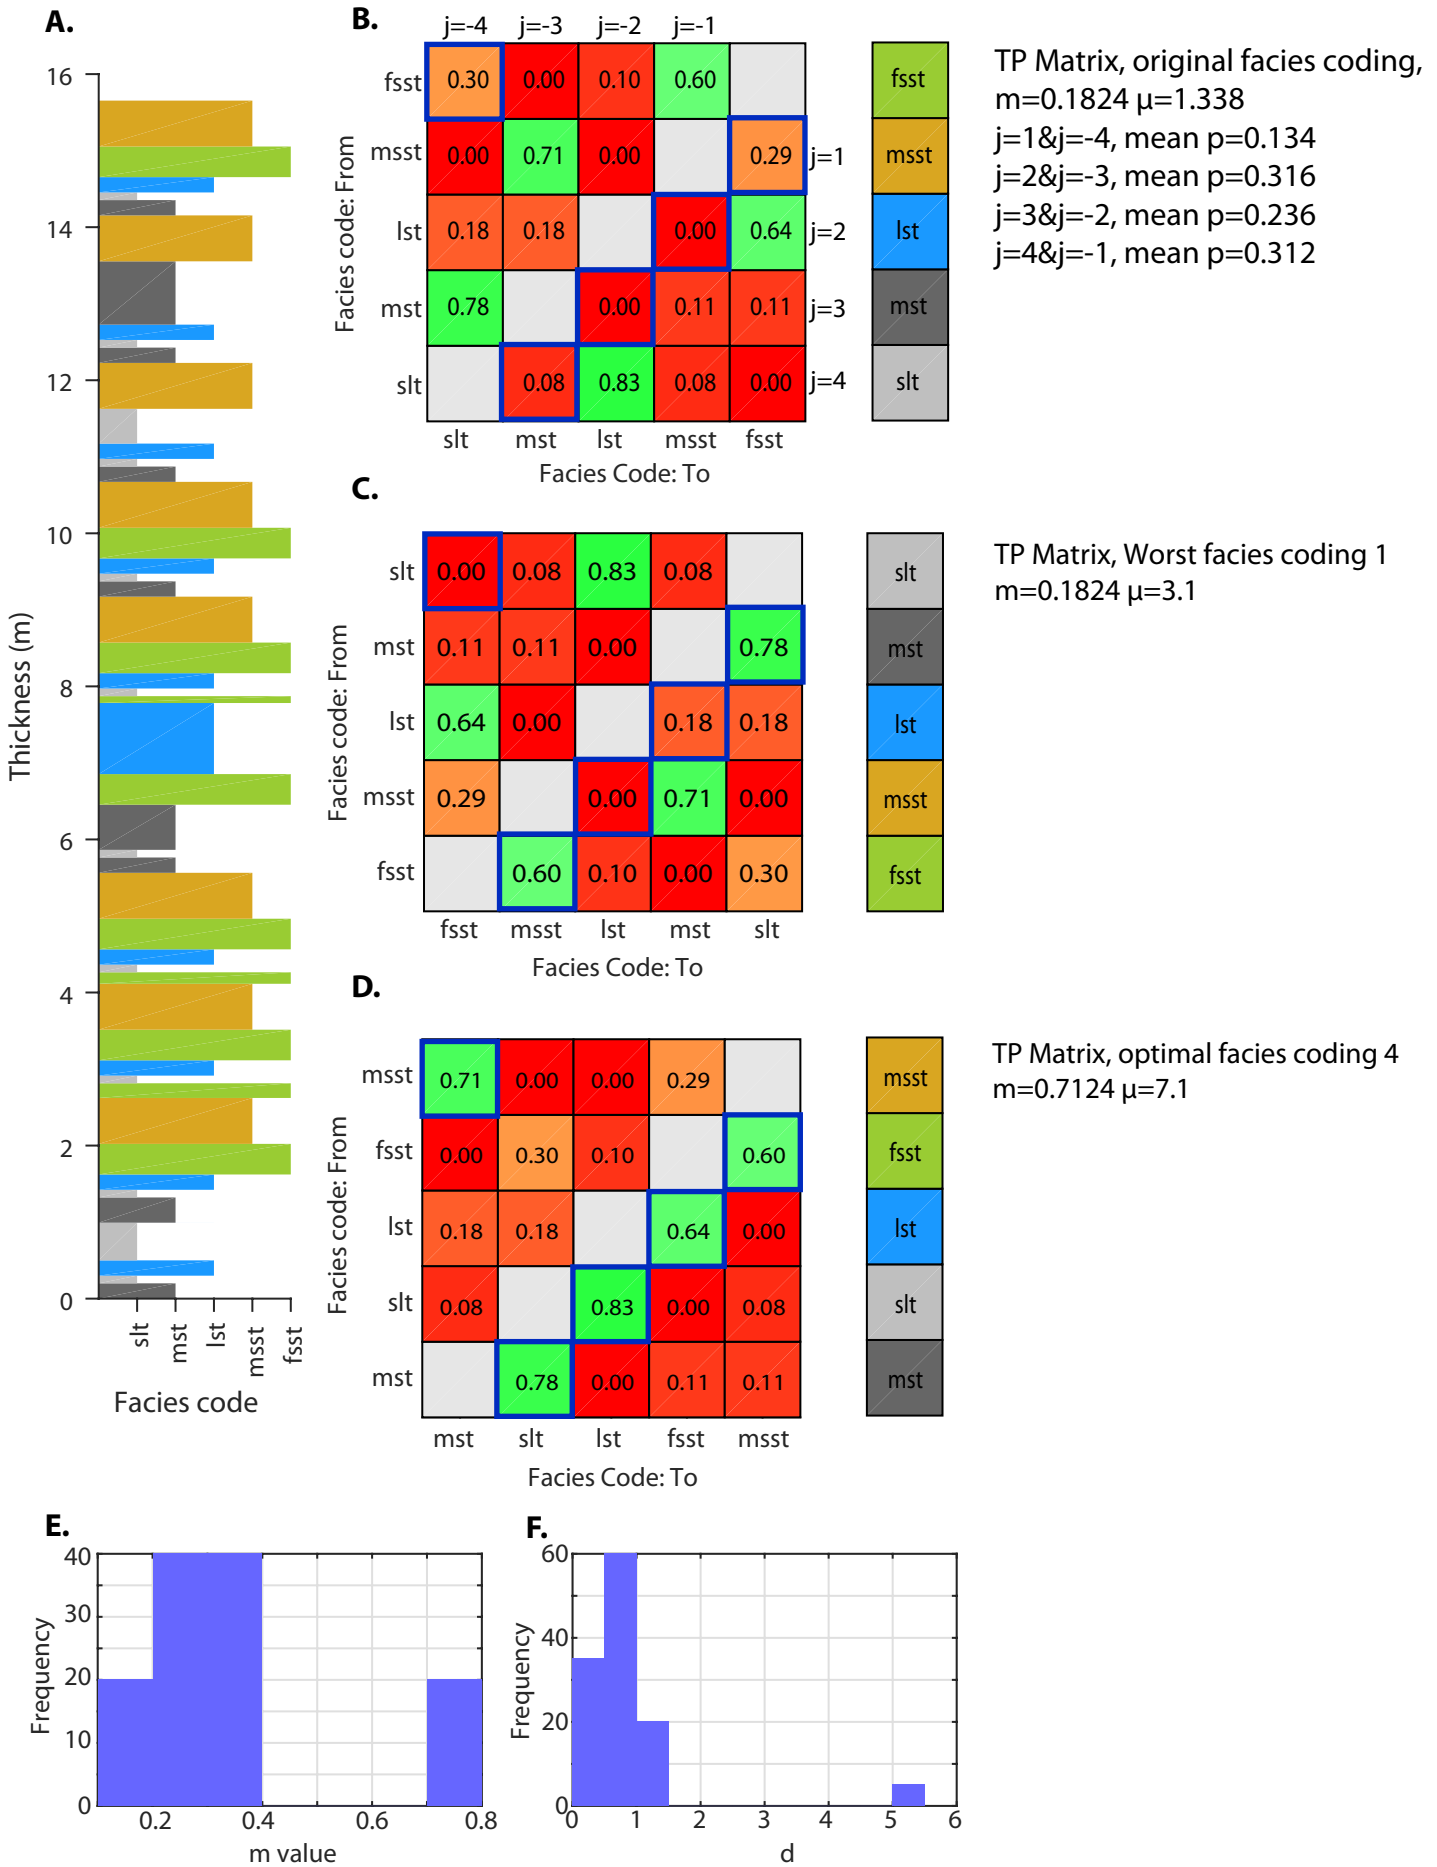 A.
16
14
12
10
8
6
4
2
0
Thickness (m)
slt
mst
lst
msst
fsst
Facies code
B.
j=-4 j=-3 j=-2 j=-1
fsst 0.30 0.00 0.10 0.60
msst 0.00 0.71 0.00 0.29 j=1
lst 0.18 0.18 0.00 0.64 j=2
mst 0.78 0.00 0.11 0.11 j=3
slt 0.08 0.83 0.08 0.00 j=4
slt mst lst msst fsst
Facies code: From
Facies Code: To
fsst
msst
lst
mst
slt
TP Matrix, original facies coding,
m=0.1824 μ=1.338
j=1&j=-4, mean p=0.134
j=2&j=-3, mean p=0.316
j=3&j=-2, mean p=0.236
j=4&j=-1, mean p=0.312
C.
slt 0.00 0.08 0.83 0.08
mst 0.11 0.11 0.00 0.78
lst 0.64 0.00 0.18 0.18
msst 0.29 0.00 0.71 0.00
fsst 0.60 0.10 0.00 0.30
fsst msst lst mst slt
Facies code: From
Facies Code: To
slt
mst
lst
msst
fsst
TP Matrix, Worst facies coding 1
m=0.1824 μ=3.1
D.
msst 0.71 0.00 0.00 0.29
fsst 0.00 0.30 0.10 0.60
lst 0.18 0.18 0.64 0.00
slt 0.08 0.83 0.00 0.08
mst 0.78 0.00 0.11 0.11
mst slt lst fsst msst
Facies code: From
Facies Code: To
msst
fsst
lst
slt
mst
TP Matrix, optimal facies coding 4
m=0.7124 μ=7.1
E.
40
30
20
10
0
Frequency
0.2 0.4 0.6 0.8
m value
F.
60
40
20
0
Frequency
0 1 2 3 4 5 6
d